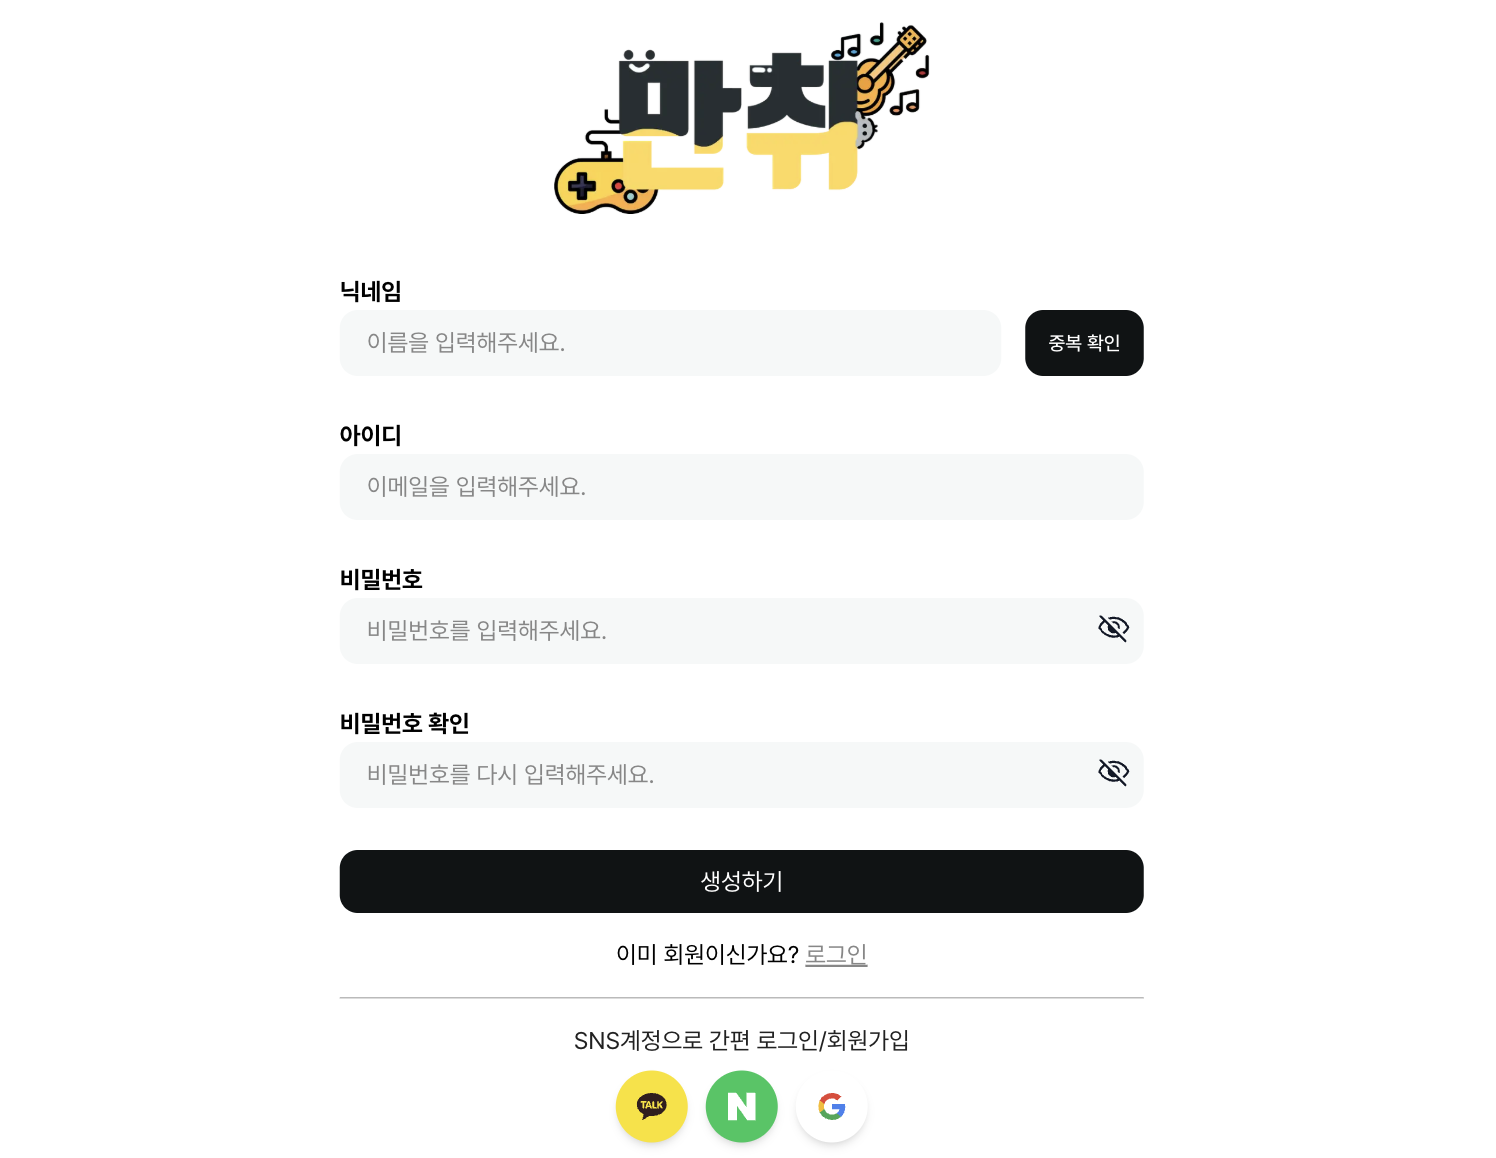 만취
닉네임
이름을 입력해주세요.
중복 확인
아이디
이메일을 입력해주세요.
비밀번호
비밀번호를 입력해주세요.
비밀번호 확인
비밀번호를 다시 입력해주세요.
생성하기
이미 회원이신가요? 로그인
SNS계정으로 간편 로그인/회원가입
TALK N G